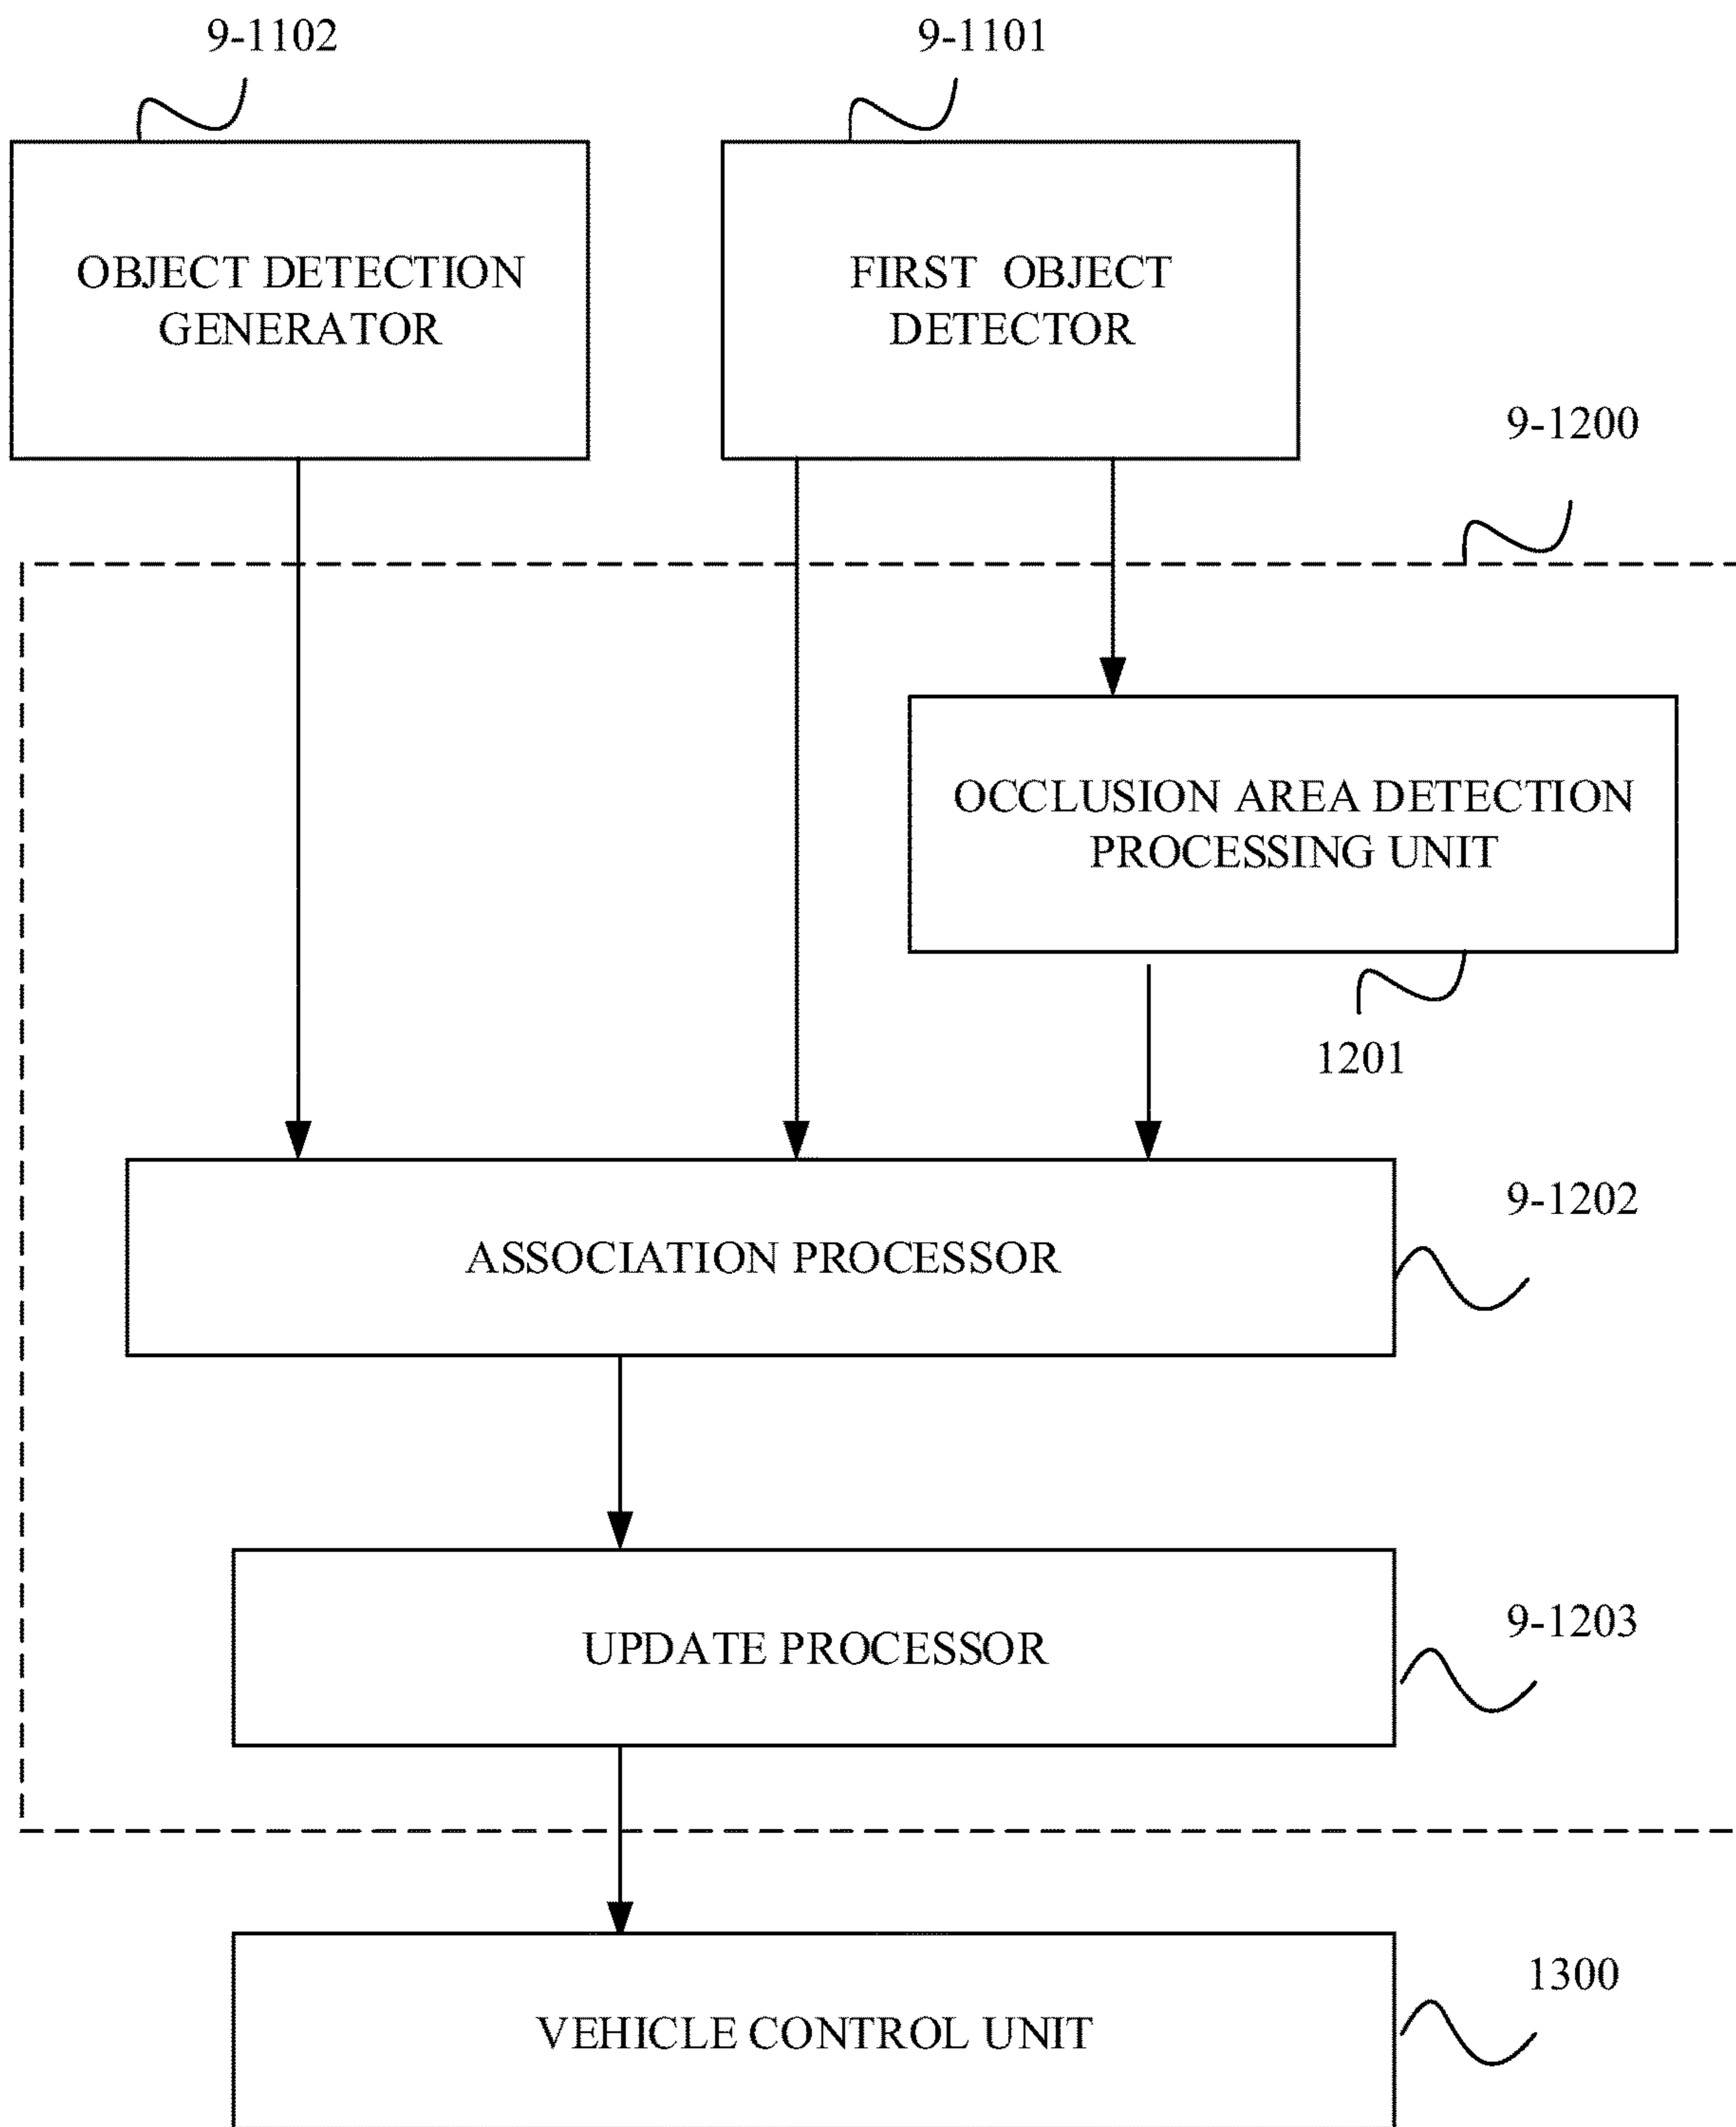 9-1102
9-1101
OBJECT DETECTION
GENERATOR
FIRST OBJECT
DETECTOR
9-1200
OCCLUSION AREA DETECTION
PROCESSING UNIT
1201
ASSOCIATION PROCESSOR
9-1202
UPDATE PROCESSOR
9-1203
VEHICLE CONTROL UNIT
1300